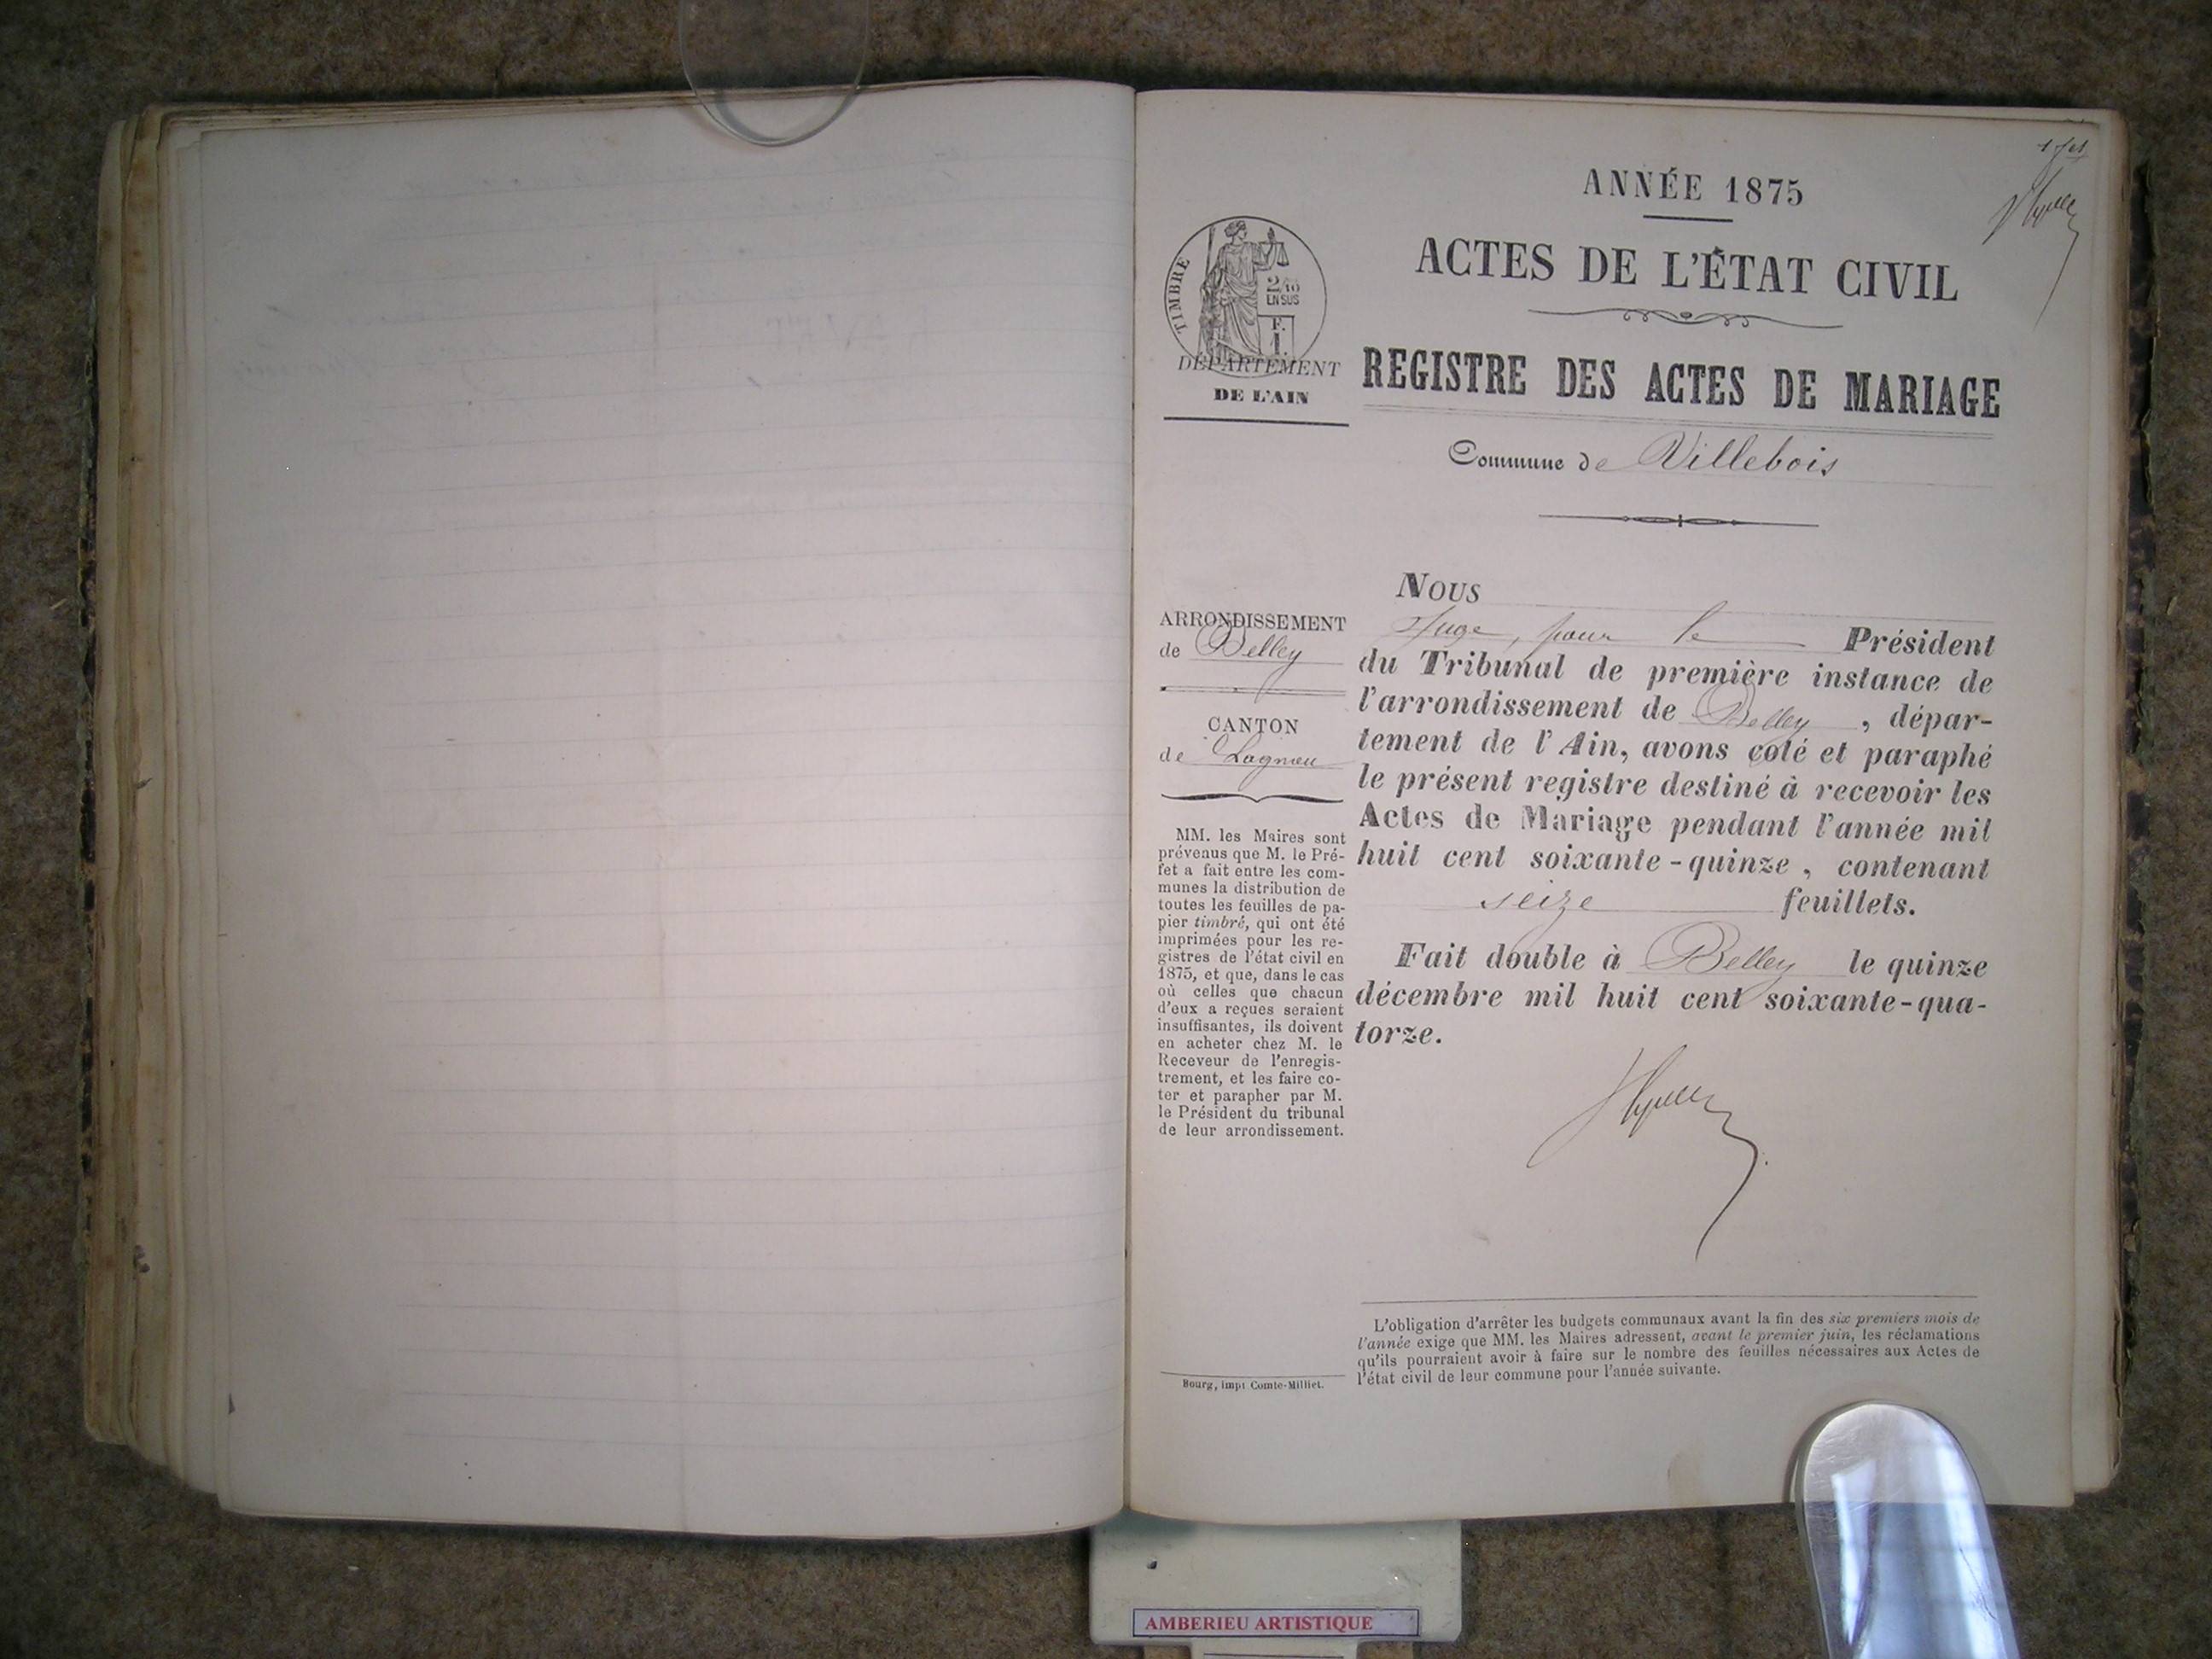 ANNÉE 1875
ACTES DE L'ÉTAT CIVIL
TIMBRE
2/10
EN SUS
F.
1
DÉPARTEMENT
DE L'AIN
REGISTRE DES ACTES DE MARIAGE
Commune de Villebois
ARRONDISSEMENT
de Belley
CANTON
de Lagnieu
MM. les Maires sont
prévenus que M. le Pré-
fet a fait entre les com-
munes la distribution de
toutes les feuilles de pa-
pier timbré, qui ont été
imprimées pour les re-
gistres de l'état civil en
1875, et que, dans le cas
où celles que chacun
d'eux a reçues seraient
insuffisantes, ils doivent
en acheter chez M. le
Receveur de l'enregis-
trement, et les faire co-
ter et parapher par M.
le Président du tribunal
de leur arrondissement.
Bourg, impr Comte-Milliet.
NOUS
Juge, pour le Président
du Tribunal de première instance de
l'arrondissement de Belley, dépar-
tement de l'Ain, avons coté et paraphé
le présent registre destiné à recevoir les
Actes de Mariage pendant l'année mil
huit cent soixante-quinze, contenant
seize feuillets.
Fait double à Belley le quinze
décembre mil huit cent soixante-qua-
torze.
L'obligation d'arrêter les budgets communaux avant la fin des six premiers mois de
l'année exige que MM. les Maires adressent, avant le premier juin, les réclamations
qu'ils pourraient avoir à faire sur le nombre des feuilles nécessaires aux Actes de
l'état civil de leur commune pour l'année suivante.
AMBERIEU ARTISTIQUE